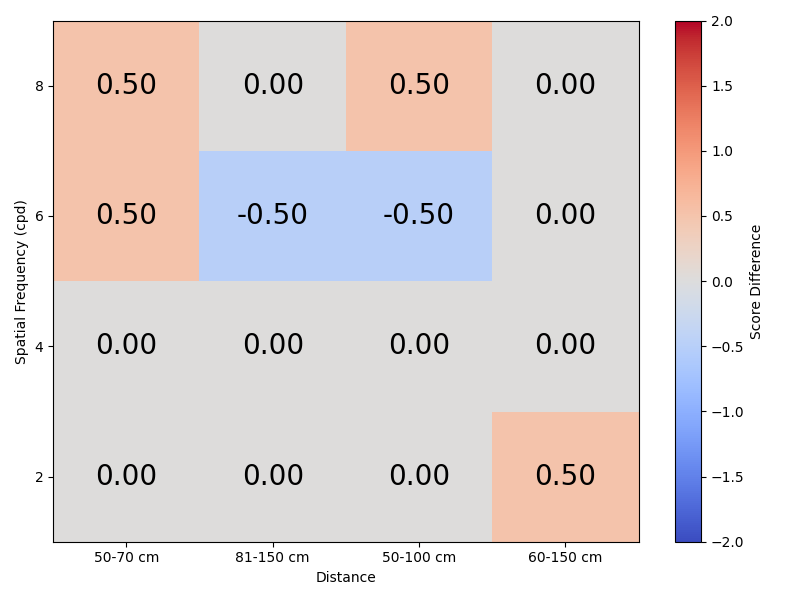 8 0.50 0.00 0.50 0.00
6 0.50 -0.50 -0.50 0.00
4 0.00 0.00 0.00 0.00
2 0.00 0.00 0.00 0.50
50-70 cm 81-150 cm 50-100 cm 60-150 cm
Distance
Spatial Frequency (cpd)
2.0
1.5
1.0
0.5
0.0
−0.5
−1.0
−1.5
−2.0
Score Difference